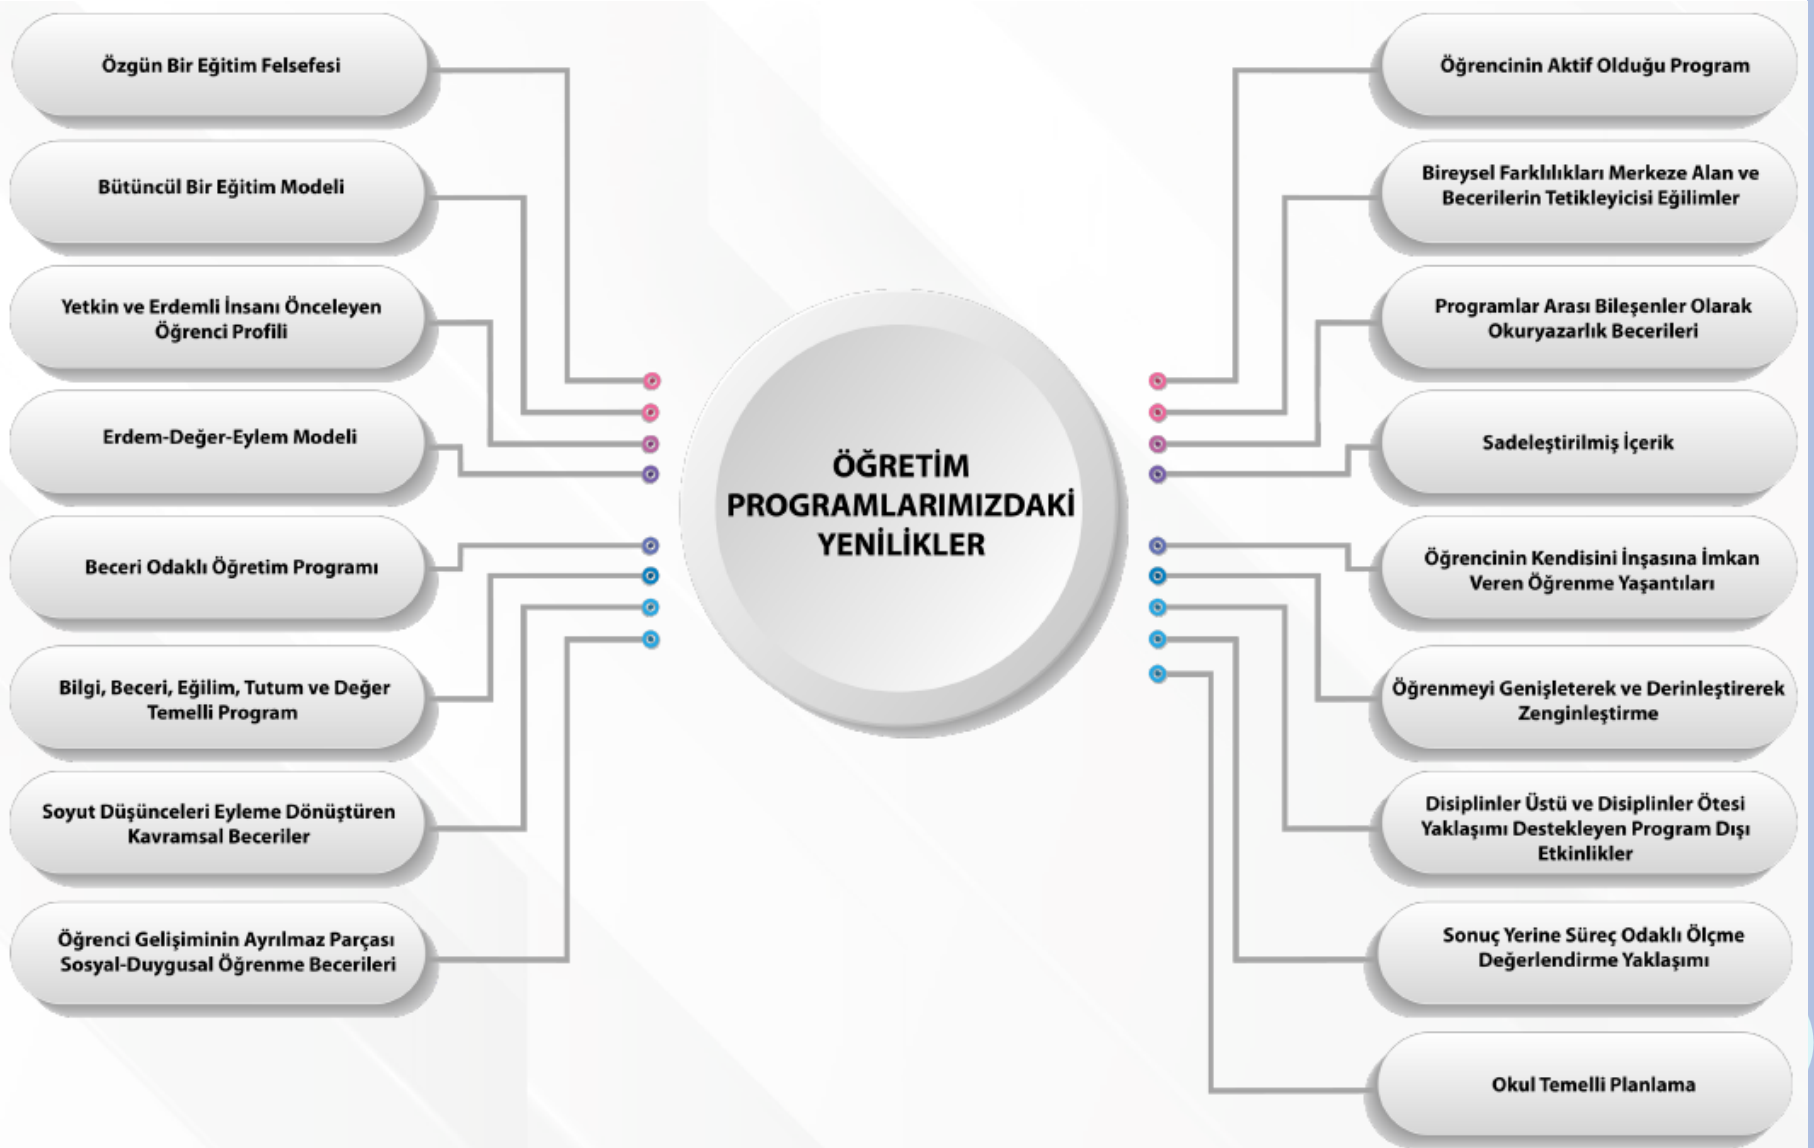 Özgün Bir Eğitim Felsefesi
Bütüncül Bir Eğitim Modeli
Yetkin ve Erdemli İnsanı Önceleyen
Öğrenci Profili
Erdem-Değer-Eylem Modeli
Beceri Odaklı Öğretim Programı
Bilgi, Beceri, Eğilim, Tutum ve Değer
Temelli Program
Soyut Düşünceleri Eyleme Dönüştüren
Kavramsal Beceriler
Öğrenci Gelişiminin Ayrılmaz Parçası
Sosyal-Duygusal Öğrenme Becerileri
ÖĞRETİM
PROGRAMLARIMIZDAKİ
YENİLİKLER
Öğrencinin Aktif Olduğu Program
Bireysel Farklılıkları Merkeze Alan ve
Becerilerin Tetikleyicisi Eğilimler
Programlar Arası Bileşenler Olarak
Okuryazarlık Becerileri
Sadeleştirilmiş İçerik
Öğrencinin Kendisini İnşasına İmkan
Veren Öğrenme Yaşantıları
Öğrenmeyi Genişleterek ve Derinleştirerek
Zenginleştirme
Disiplinler Üstü ve Disiplinler Ötesi
Yaklaşımı Destekleyen Program Dışı
Etkinlikler
Sonuç Yerine Süreç Odaklı Ölçme
Değerlendirme Yaklaşımı
Okul Temelli Planlama